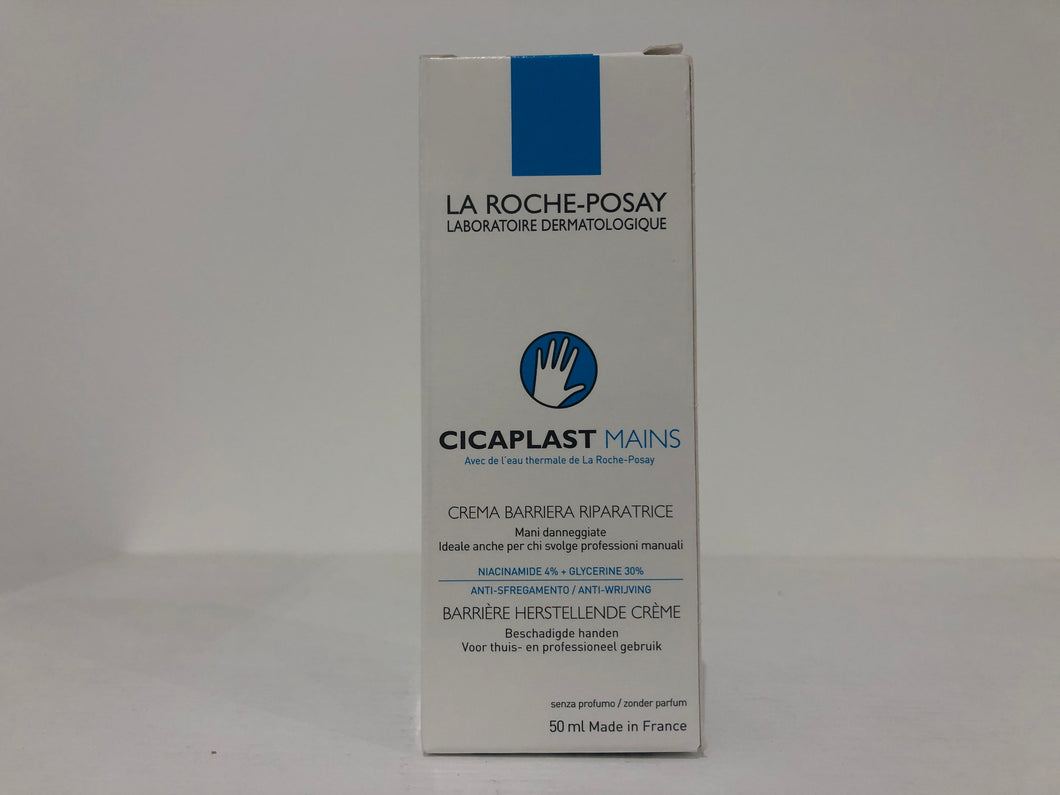 LA ROCHE-POSAY
LABORATOIRE DERMATOLOGIQUE
CICAPLAST MAINS
Avec de l'eau thermale de La Roche-Posay
CREMA BARRIERA RIPARATRICE
Mani danneggiate
Ideale anche per chi svolge professioni manuali
NIACINAMIDE 4% + GLYCERINE 30%
ANTI-SFREGAMENTO / ANTI-WRIJVING
BARRIÈRE HERSTELLENDE CRÈME
Beschadigde handen
Voor thuis- en professioneel gebruik
senza profumo / zonder parfum
50 ml Made in France